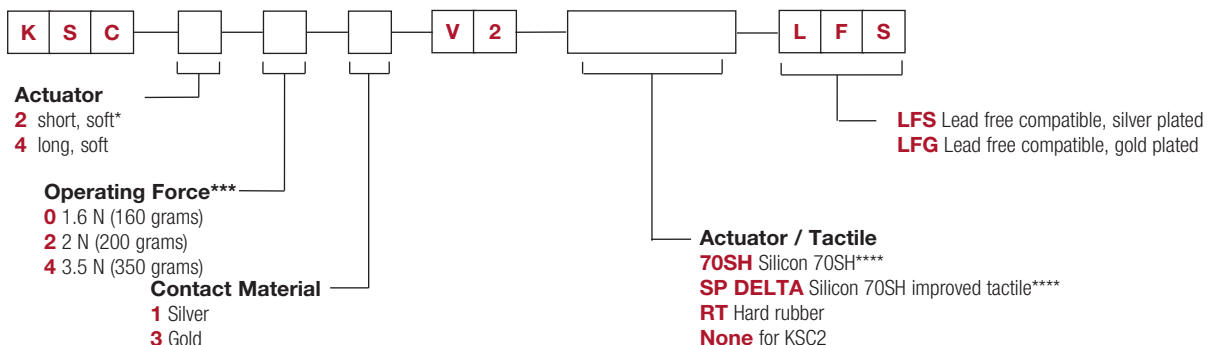 K S C V 2 L F S
Actuator
2 short, soft*
4 long, soft
LFS Lead free compatible, silver plated
LFG Lead free compatible, gold plated
Operating Force***
0 1.6 N (160 grams)
2 2 N (200 grams)
4 3.5 N (350 grams)
Contact Material
1 Silver
3 Gold
Actuator / Tactile
70SH Silicon 70SH****
SP DELTA Silicon 70SH improved tactile****
RT Hard rubber
None for KSC2